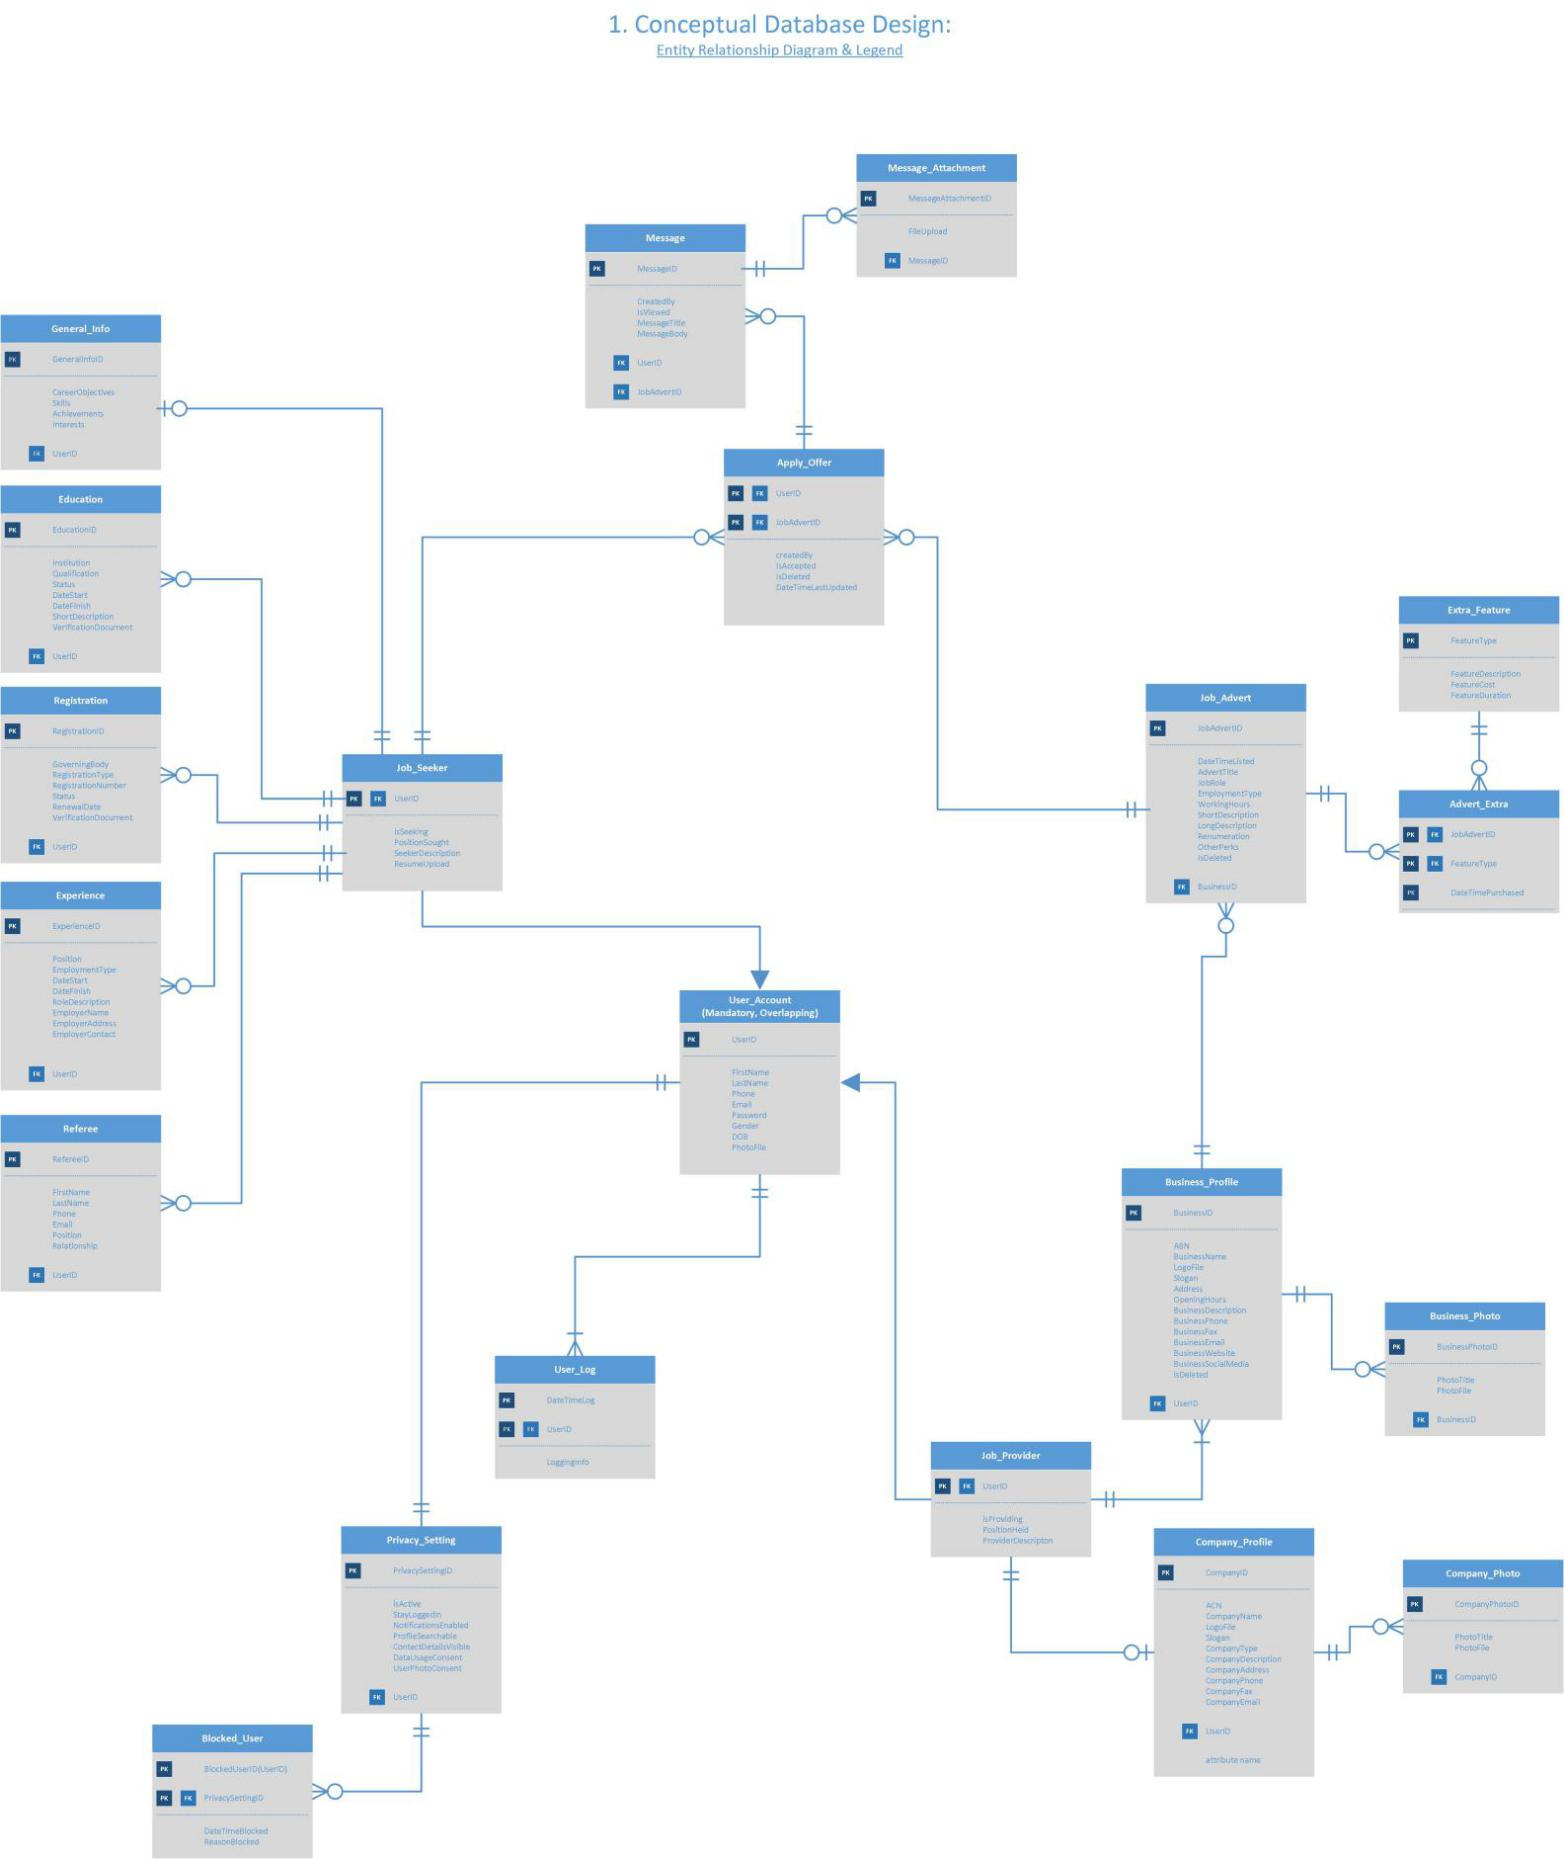 1. Conceptual Database Design:
Entity Relationship Diagram & Legend
Message_Attachment
PK MessageAttachmentID
FileUpload
FK MessageID
Message
PK MessageID
CreatedBy
IsViewed
MessageTitle
MessageBody
FK UserID
FK JobAdvertID
General_Info
PK GeneralInfoID
CareerObjectives
Skills
Achievements
Interests
FK UserID
Apply_Offer
PK FK UserID
PK FK JobAdvertID
createdBy
IsAccepted
IsDeleted
DateTimeLastUpdated
Education
PK EducationID
Institution
Qualification
Status
DateStart
DateFinish
ShortDescription
VerificationDocument
FK UserID
Extra_Feature
PK FeatureType
FeatureDescription
FeatureCost
FeatureDuration
Registration
PK RegistrationID
GoverningBody
RegistrationType
RegistrationNumber
Status
RenewalDate
VerificationDocument
FK UserID
Job_Advert
PK JobAdvertID
DateTimeListed
AdvertTitle
JobRole
EmploymentType
WorkingHours
ShortDescription
LongDescription
Renumeration
OtherPerks
IsDeleted
FK BusinessID
Job_Seeker
PK FK UserID
IsSeeking
PositionSought
SeekerDescription
ResumeUpload
Advert_Extra
PK FK JobAdvertID
PK FK FeatureType
PK DateTimePurchased
Experience
PK ExperienceID
Position
EmploymentType
DateStart
DateFinish
RoleDescription
EmployerName
EmployerAddress
EmployerContact
FK UserID
User_Account
(Mandatory, Overlapping)
PK UserID
FirstName
LastName
Phone
Email
Password
Gender
DOB
PhotoFile
Referee
PK RefereeID
FirstName
LastName
Phone
Email
Position
Relationship
FK UserID
Business_Profile
PK BusinessID
ABN
BusinessName
LogoFile
Slogan
Address
OpeningHours
BusinessDescription
BusinessPhone
BusinessFax
BusinessEmail
BusinessWebsite
BusinessSocialMedia
IsDeleted
FK UserID
Business_Photo
PK BusinessPhotoID
PhotoTitle
PhotoFile
FK BusinessID
User_Log
PK DateTimeLog
PK FK UserID
LoggingInfo
Job_Provider
PK FK UserID
IsProviding
PositionHeld
ProviderDescripton
Privacy_Setting
PK PrivacySettingID
IsActive
StayLoggedIn
NotificationsEnabled
ProfileSearchable
ContactDetailsVisible
DataUsageConsent
UserPhotoConsent
FK UserID
Company_Profile
PK CompanyID
ACN
CompanyName
LogoFile
Slogan
CompanyType
CompanyDescription
CompanyAddress
CompanyPhone
CompanyFax
CompanyEmail
FK UserID
attribute name
Company_Photo
PK CompanyPhotoID
PhotoTitle
PhotoFile
FK CompanyID
Blocked_User
PK BlockedUserID(UserID)
PK FK PrivacySettingID
DateTimeBlocked
ReasonBlocked